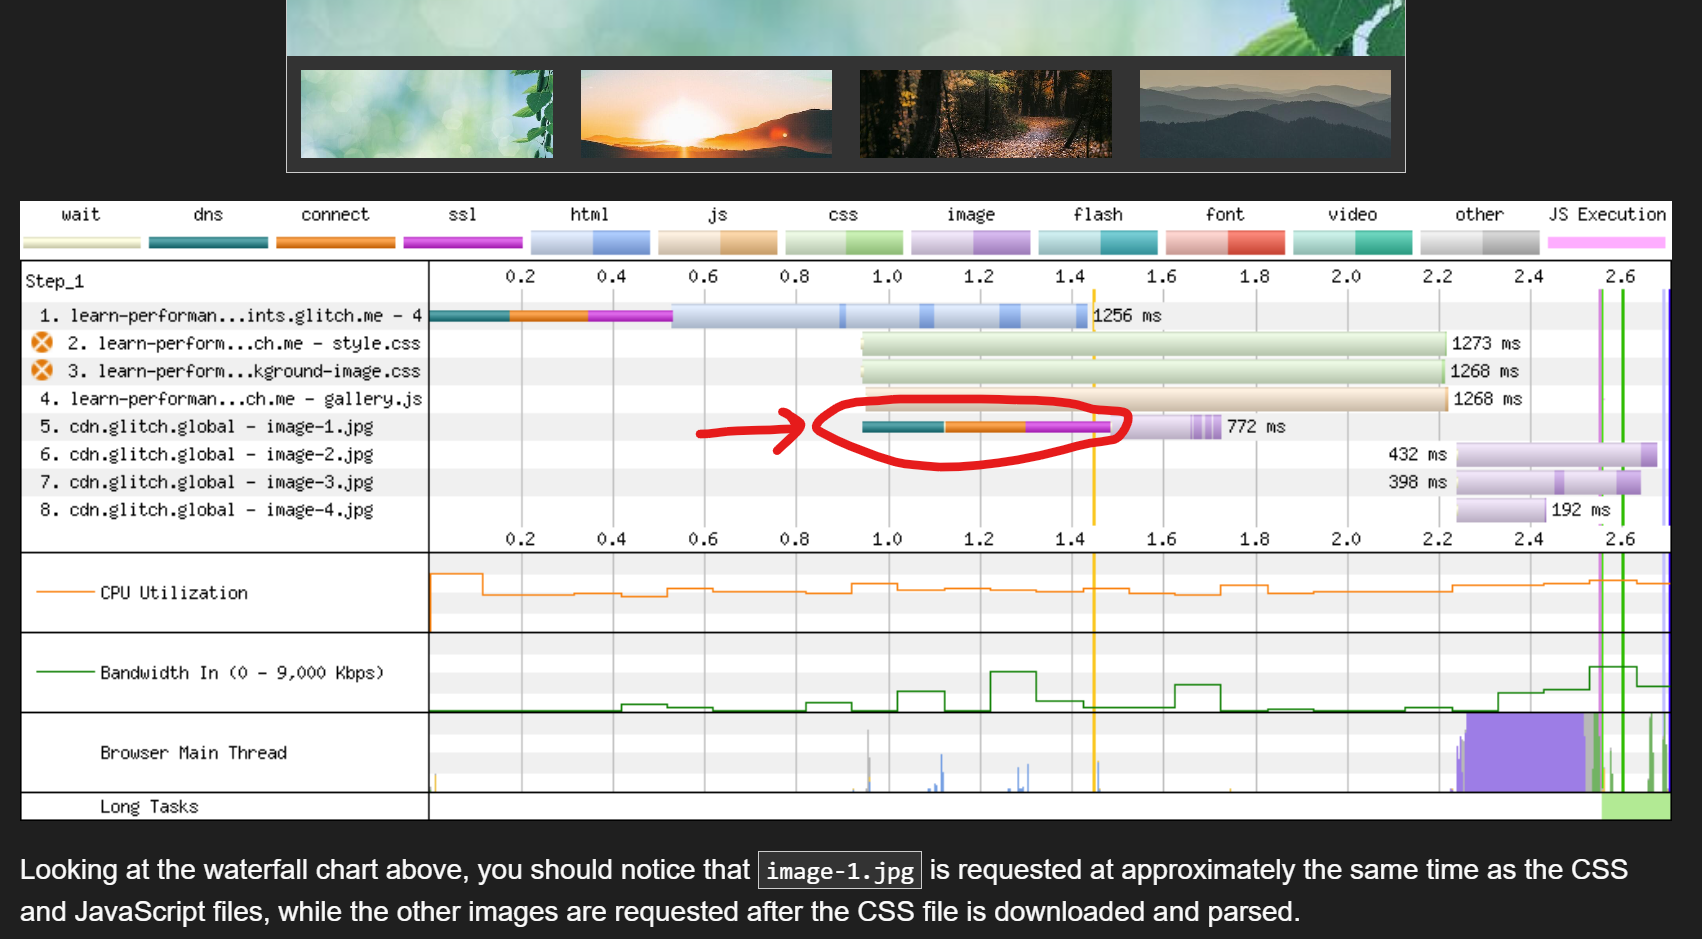 wait dns connect ssl html js css image flash font video other JS Execution
Step_1 0.2 0.4 0.6 0.8 1.0 1.2 1.4 1.6 1.8 2.0 2.2 2.4 2.6
1. learn-performan...ints.glitch.me - 4 1256 ms
2. learn-perform...ch.me - style.css 1273 ms
3. learn-perform...kground-image.css 1268 ms
4. learn-performan...ch.me - gallery.js 1268 ms
5. cdn.glitch.global - image-1.jpg 772 ms
6. cdn.glitch.global - image-2.jpg 432 ms
7. cdn.glitch.global - image-3.jpg 398 ms
8. cdn.glitch.global - image-4.jpg 192 ms
0.2 0.4 0.6 0.8 1.0 1.2 1.4 1.6 1.8 2.0 2.2 2.4 2.6
CPU Utilization
Bandwidth In (0 - 9,000 Kbps)
Browser Main Thread
Long Tasks
Looking at the waterfall chart above, you should notice that image-1.jpg is requested at approximately the same time as the CSS
and JavaScript files, while the other images are requested after the CSS file is downloaded and parsed.